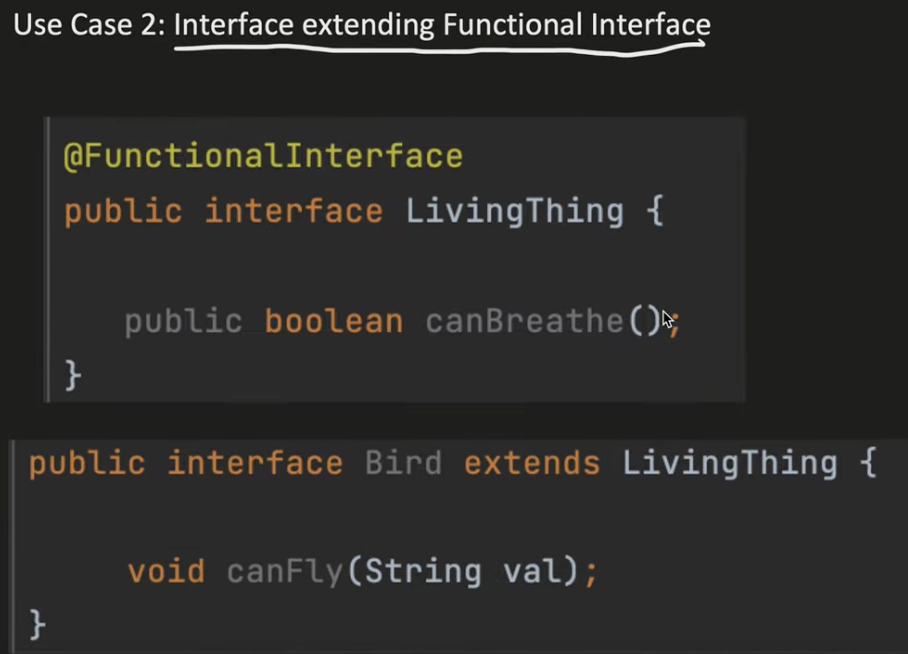 Use Case 2: Interface extending Functional Interface
@FunctionalInterface
public interface LivingThing {
public boolean canBreathe();
}
public interface Bird extends LivingThing {
void canFly(String val);
}